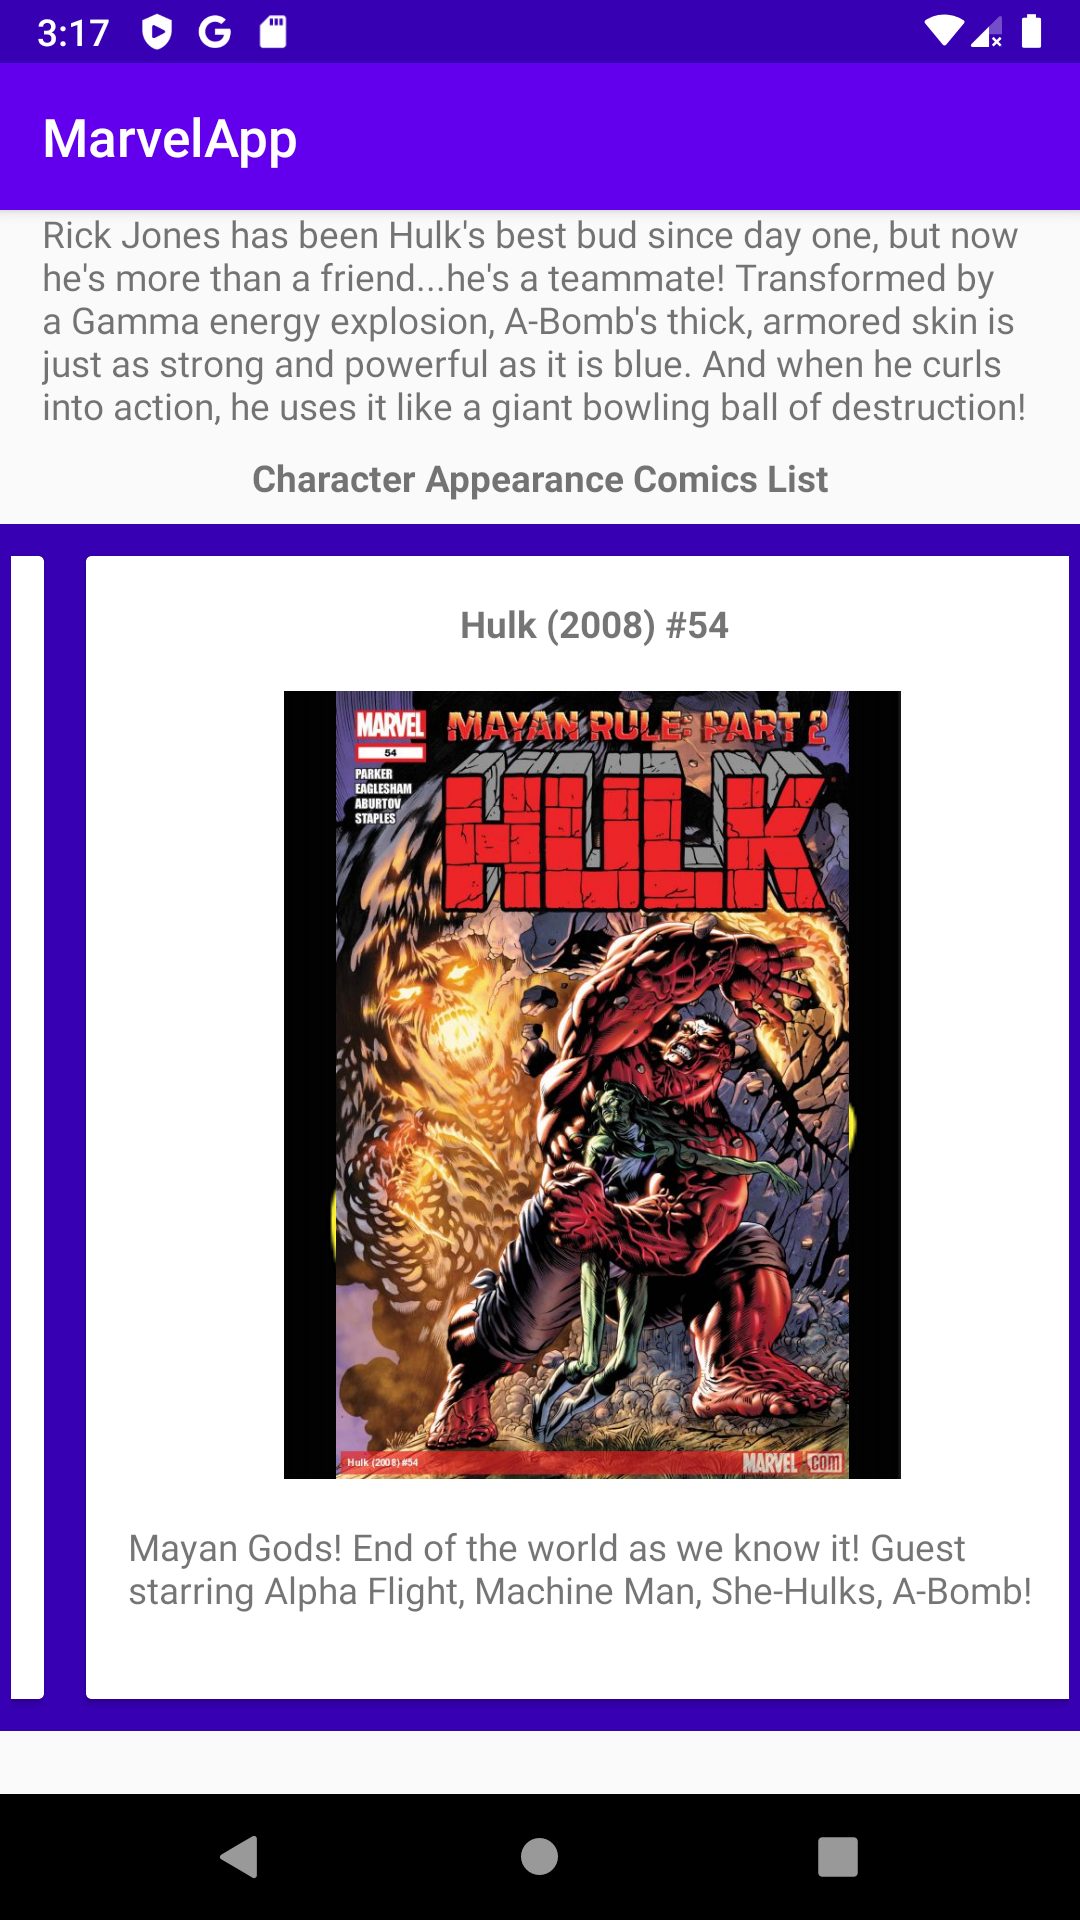 3:17
MarvelApp
Rick Jones has been Hulk's best bud since day one, but now
he's more than a friend...he's a teammate! Transformed by
a Gamma energy explosion, A-Bomb's thick, armored skin is
just as strong and powerful as it is blue. And when he curls
into action, he uses it like a giant bowling ball of destruction!
Character Appearance Comics List
Hulk (2008) #54
MARVEL
MAYAN RULE: PART 2
54
HULK
PARKER
EAGLESHAM
ABURTOV
STAPLES
Hulk (2008) #54
MARVEL.COM
Mayan Gods! End of the world as we know it! Guest
starring Alpha Flight, Machine Man, She-Hulks, A-Bomb!